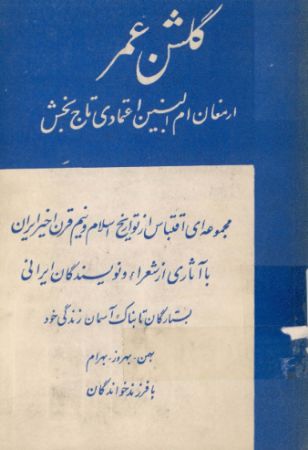 گلشن عمر
ارمغان ام البنین اعتمادی تاج بخش
مجموعه‌ای اقتباس از تواریخ اسلام و نیم قرن اخیر ایران
با آثاری از شعراء و نویسندگان ایرانی
بستارگان تابناک آسمان زندگی خود
بهمن - بهروز - بهرام
با فرزند خواندگان